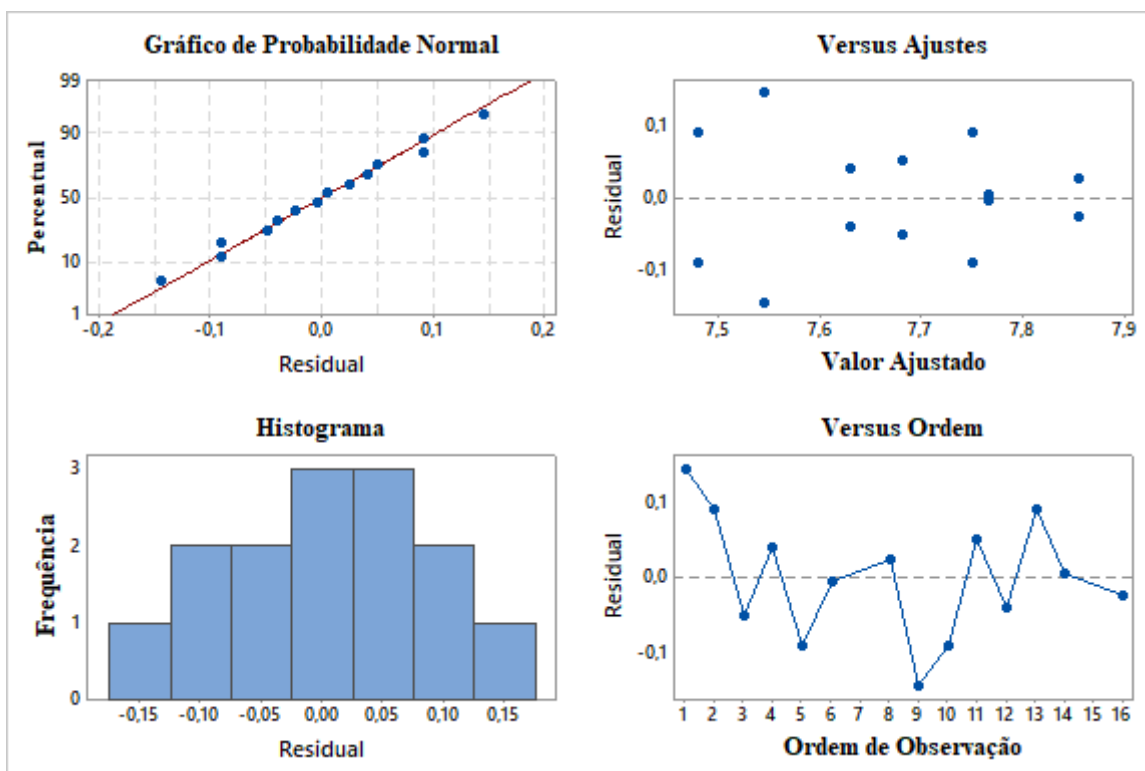 Gráfico de Probabilidade Normal
Percentual
99
90
50
10
1
-0,2 -0,1 0,0 0,1 0,2
Residual
Versus Ajustes
Residual
0,1
0,0
-0,1
7,5 7,6 7,7 7,8 7,9
Valor Ajustado
Histograma
Frequência
3
2
1
0
-0,15 -0,10 -0,05 0,00 0,05 0,10 0,15
Residual
Versus Ordem
Residual
0,1
0,0
-0,1
1 2 3 4 5 6 7 8 9 10 11 12 13 14 15 16
Ordem de Observação